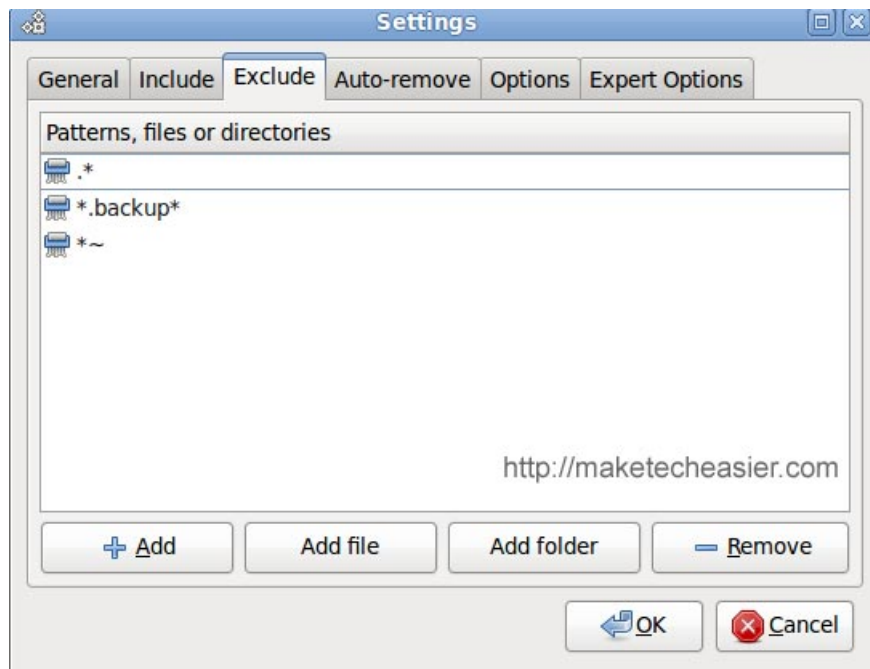 Settings
General Include Exclude Auto-remove Options Expert Options
Patterns, files or directories
.*
*.backup*
*~
http://maketecheasier.com
Add Add file Add folder Remove
OK Cancel